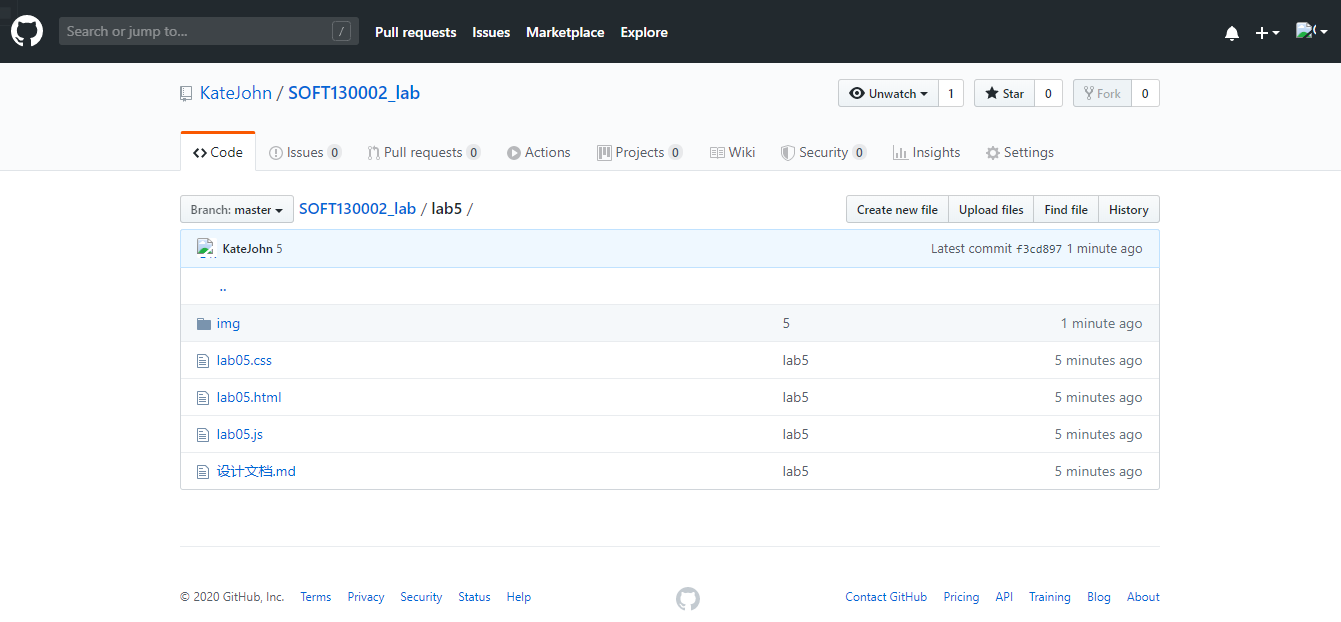 Search or jump to... / Pull requests Issues Marketplace Explore
KateJohn / SOFT130002_lab Unwatch 1 Star 0 Fork 0
Code Issues 0 Pull requests 0 Actions Projects 0 Wiki Security 0 Insights Settings
Branch: master SOFT130002_lab / lab5 / Create new file Upload files Find file History
KateJohn 5 Latest commit f3cd897 1 minute ago
..
img 5 1 minute ago
lab05.css lab5 5 minutes ago
lab05.html lab5 5 minutes ago
lab05.js lab5 5 minutes ago
设计文档.md lab5 5 minutes ago
© 2020 GitHub, Inc. Terms Privacy Security Status Help Contact GitHub Pricing API Training Blog About